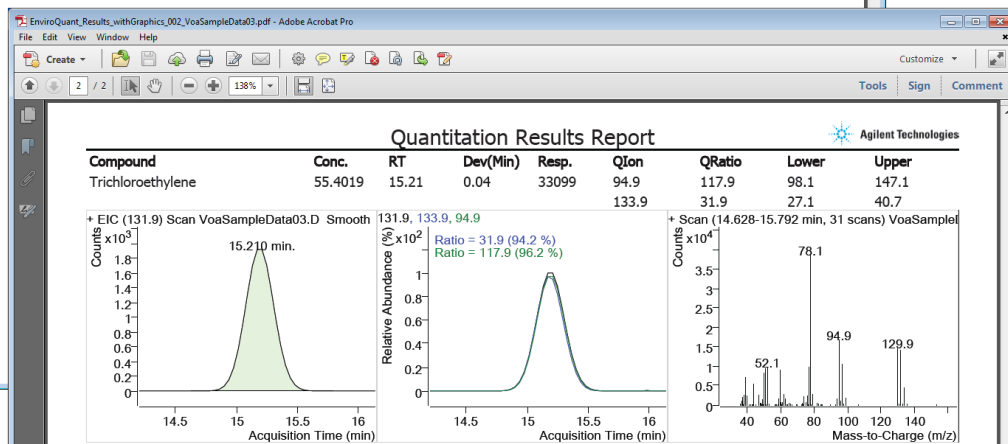 EnviroQuant_Results_withGraphics_002_VoaSampleData03.pdf - Adobe Acrobat Pro
File Edit View Window Help
Create
Customize
2 / 2
138%
Tools Sign Comment
Quantitation Results Report
Agilent Technologies
Compound Conc. RT Dev(Min) Resp. QIon QRatio Lower Upper
Trichloroethylene 55.4019 15.21 0.04 33099 94.9 117.9 98.1 147.1
133.9 31.9 27.1 40.7
+ EIC (131.9) Scan VoaSampleData03.D Smooth
Counts
x10³
15.210 min.
1.8
1.6
1.4
1.2
1
0.8
0.6
0.4
0.2
0
14.5 15 15.5 16
Acquisition Time (min)
131.9, 133.9, 94.9
Relative Abundance (%)
x10²
Ratio = 31.9 (94.2 %)
Ratio = 117.9 (96.2 %)
1
0.8
0.6
0.4
0.2
0
14.5 15 15.5 16
Acquisition Time (min)
+ Scan (14.628-15.792 min, 31 scans) VoaSampleI
Counts
x10⁴
78.1
3.5
3
2.5
2
94.9
129.9
1.5
52.1
1
0.5
0
40 60 80 100 120 140
Mass-to-Charge (m/z)